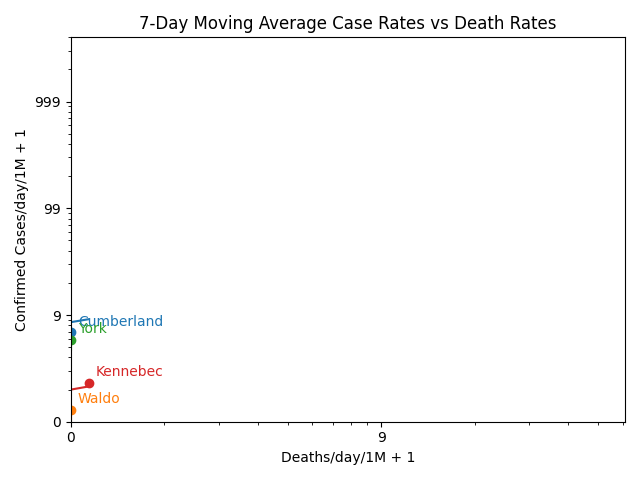 7-Day Moving Average Case Rates vs Death Rates
Confirmed Cases/day/1M + 1
999
99
9
0
Cumberland
York
Kennebec
Waldo
0
9
Deaths/day/1M + 1